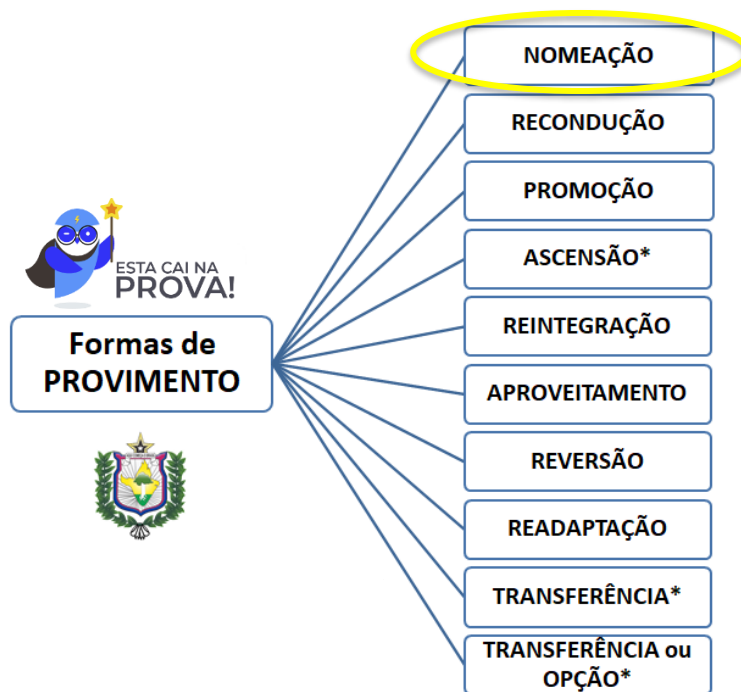 NOMEAÇÃO
RECONDUÇÃO
PROMOÇÃO
ASCENSÃO*
ESTA CAI NA
PROVA!
REINTEGRAÇÃO
Formas de
PROVIMENTO
APROVEITAMENTO
REVERSÃO
READAPTAÇÃO
TRANSFERÊNCIA*
TRANSFERÊNCIA ou
OPÇÃO*